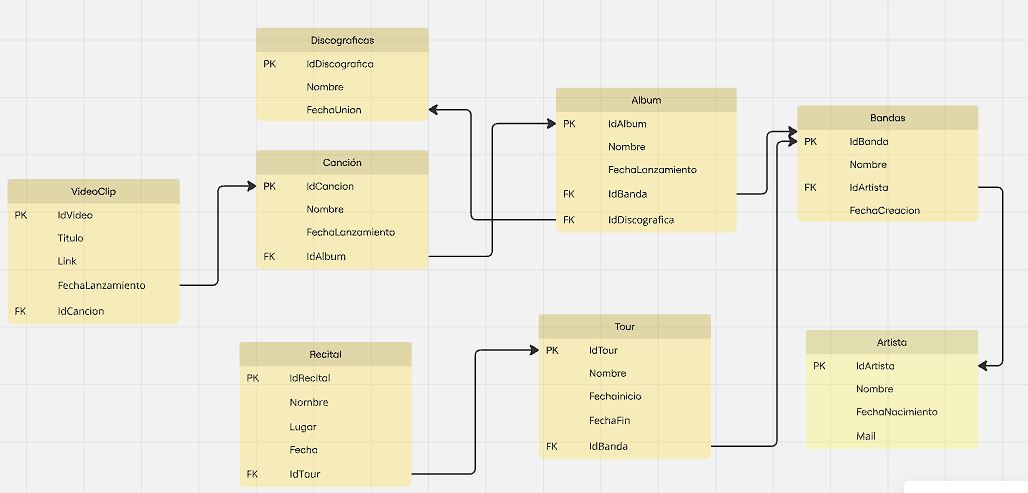 Discograficas
PK IdDiscografica
Nombre
FechaUnion
Canción
PK IdCancion
Nombre
FechaLanzamiento
FK IdAlbum
VideoClip
PK IdVideo
Titulo
Link
FechaLanzamiento
FK IdCancion
Album
PK IdAlbum
Nombre
FechaLanzamiento
FK IdBanda
FK IdDiscografica
Bandas
PK IdBanda
Nombre
FK IdArtista
FechaCreacion
Recital
PK IdRecital
Nombre
Lugar
Fecha
FK IdTour
Tour
PK IdTour
Nombre
Fechainicio
FechaFin
FK IdBanda
Artista
PK IdArtista
Nombre
FechaNacimiento
Mail